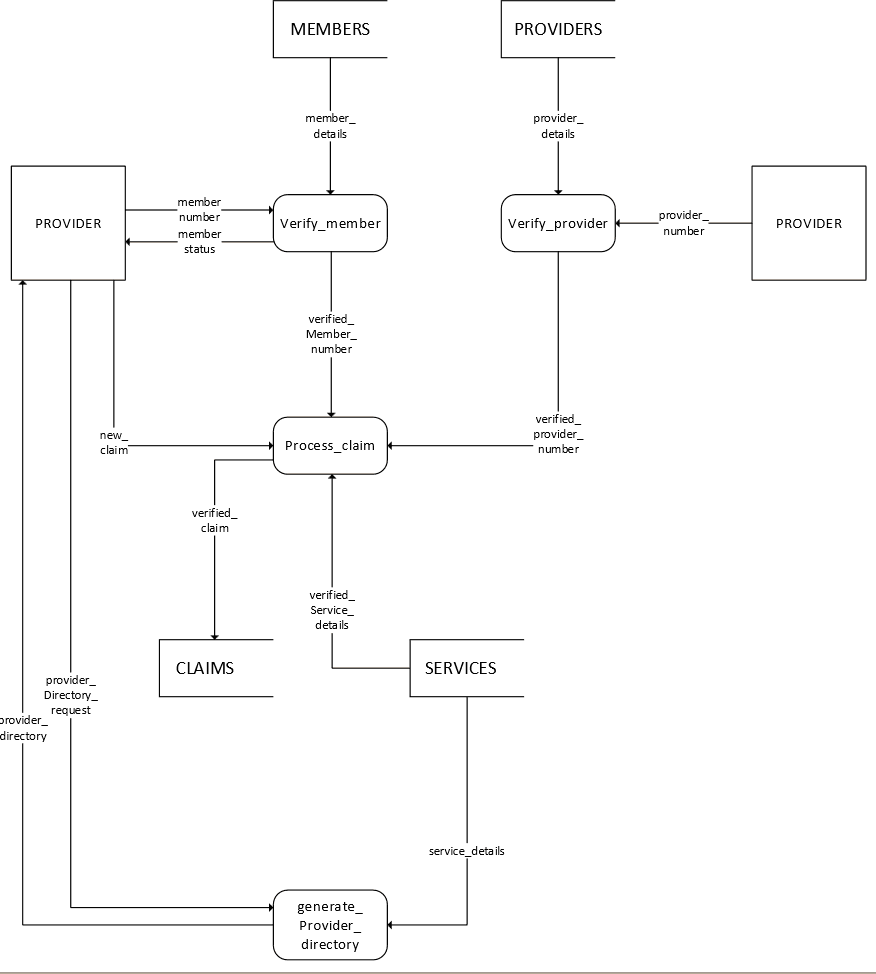 MEMBERS
PROVIDERS
member_
details
provider_
details
PROVIDER
member
number
member
status
Verify_member
Verify_provider
provider_
number
PROVIDER
verified_
Member_
number
new_
claim
Process_claim
verified_
provider_
number
verified_
claim
verified_
Service_
details
CLAIMS
SERVICES
provider_
Directory_
request
provider_
directory
service_details
generate_
Provider_
directory